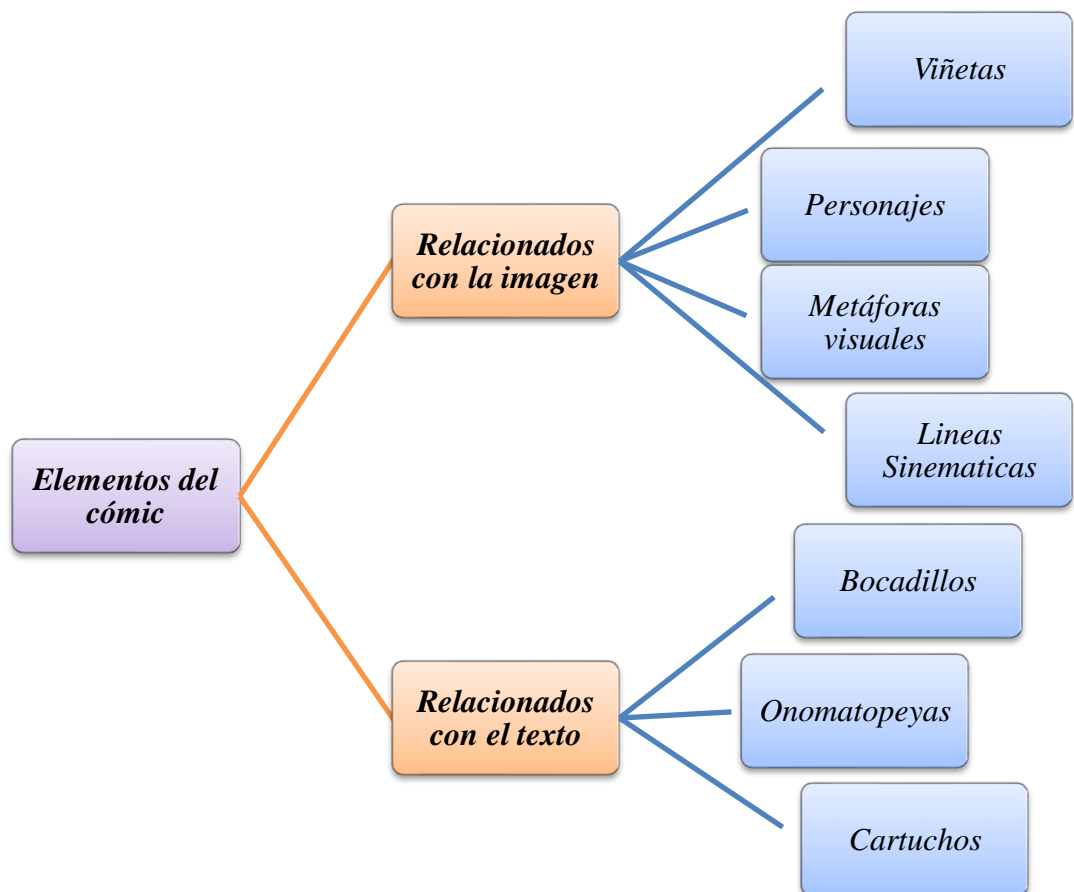 Elementos del
cómic
Relacionados
con la imagen
Viñetas
Personajes
Metáforas
visuales
Lineas
Sinematicas
Relacionados
con el texto
Bocadillos
Onomatopeyas
Cartuchos